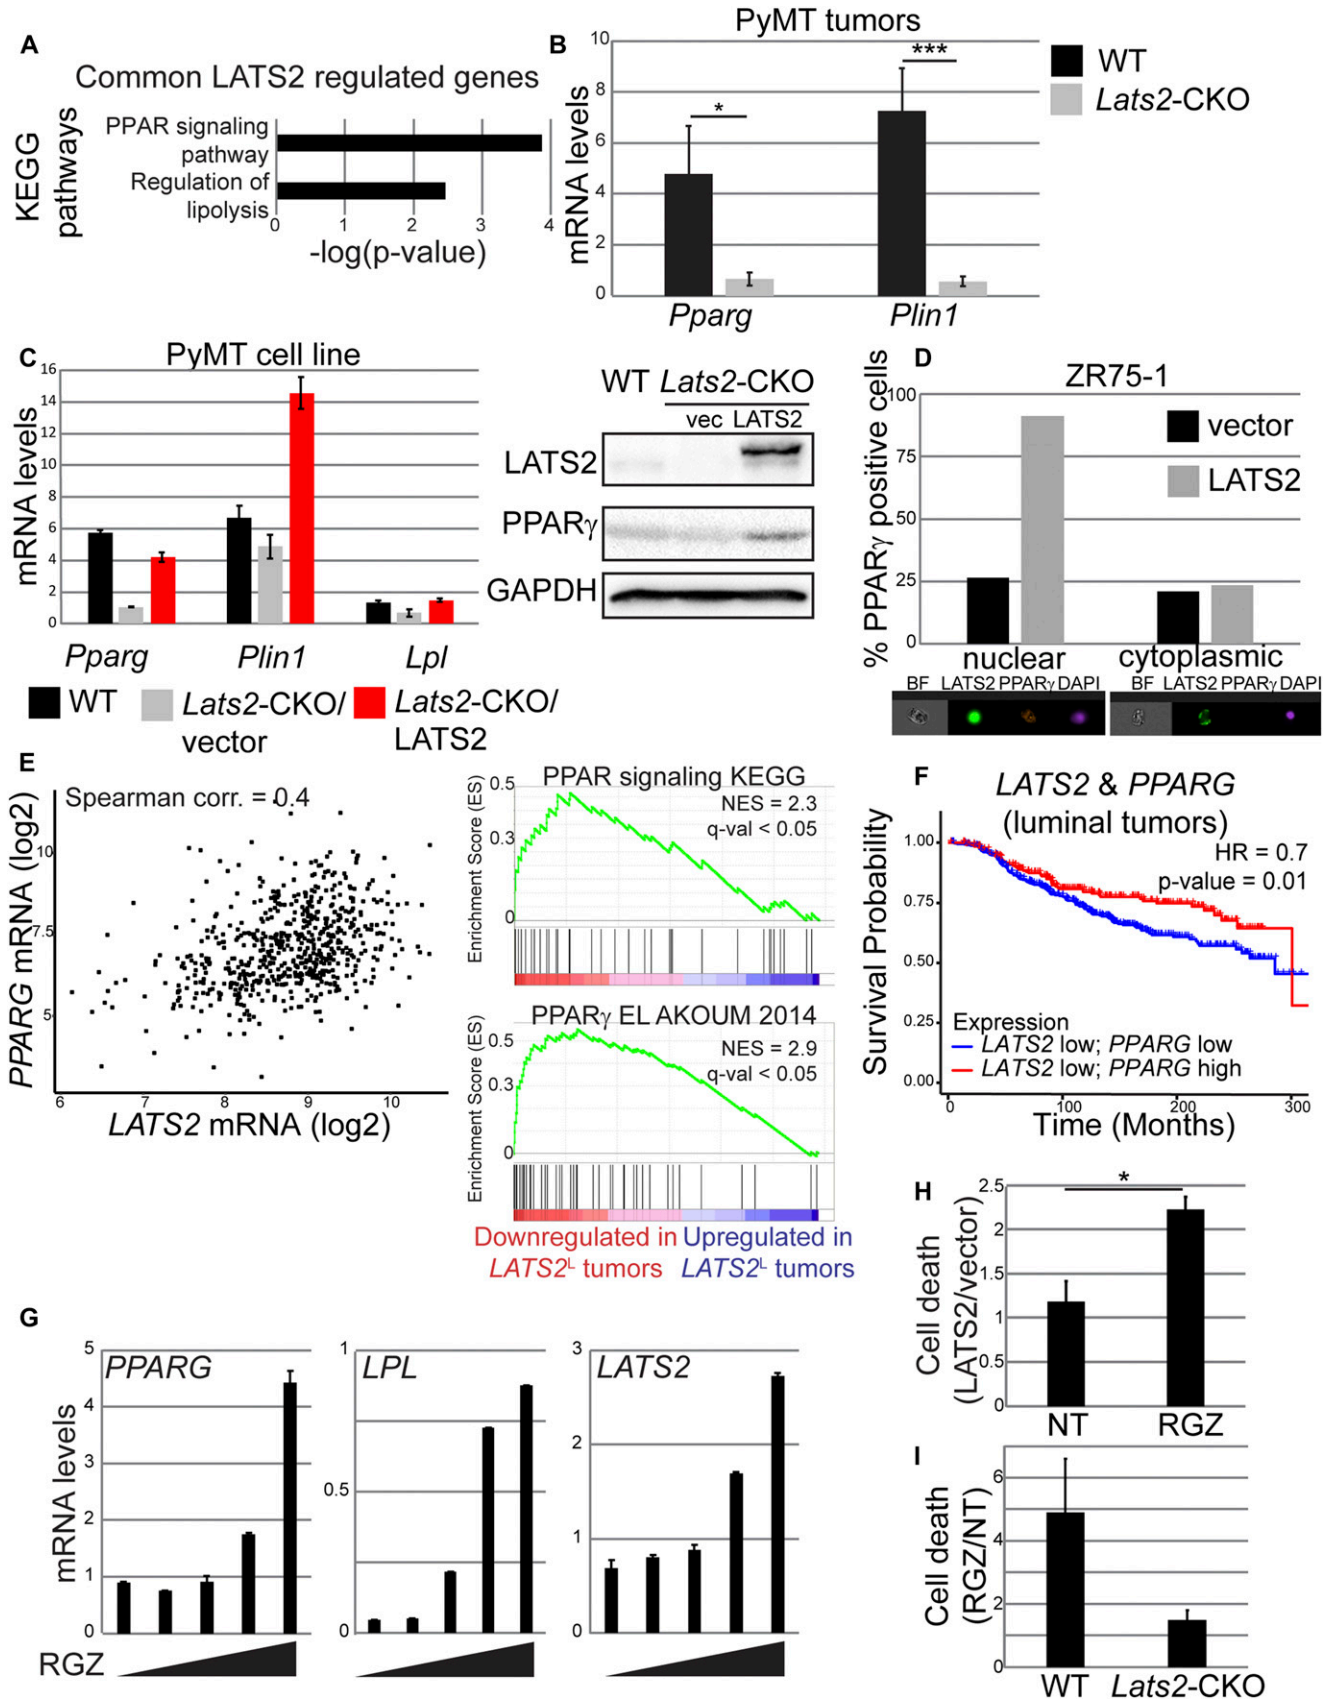 A
Common LATS2 regulated genes
KEGG
pathways
PPAR signaling
pathway
Regulation of
lipolysis
0 1 2 3 4
-log(p-value)
B
PyMT tumors
mRNA levels
10
8
6
4
2
0
*
***
Pparg Plin1
WT
Lats2-CKO
C
PyMT cell line
mRNA levels
16
14
12
10
8
6
4
2
0
Pparg Plin1 Lpl
WT
Lats2-CKO/
vector
Lats2-CKO/
LATS2
WT Lats2-CKO
vec LATS2
LATS2
PPARγ
GAPDH
D
ZR75-1
% PPARγ positive cells
100
75
50
25
0
vector
LATS2
nuclear cytoplasmic
BF LATS2 PPARγ DAPI
BF LATS2 PPARγ DAPI
E
Spearman corr. = 0.4
PPARG mRNA (log2)
10
7.5
5
6 7 8 9 10
LATS2 mRNA (log2)
PPAR signaling KEGG
NES = 2.3
q-val < 0.05
Enrichment Score (ES)
0.5
0.3
0
PPARγ EL AKOUM 2014
NES = 2.9
q-val < 0.05
Enrichment Score (ES)
0.5
0.3
0
Downregulated in
LATS2ᴸ tumors
Upregulated in
LATS2ᴸ tumors
F
LATS2 & PPARG
(luminal tumors)
HR = 0.7
p-value = 0.01
Survival Probability
1.00
0.75
0.50
0.25
0.00
Expression
LATS2 low; PPARG low
LATS2 low; PPARG high
0 100 200 300
Time (Months)
G
mRNA levels
PPARG
5
4
3
2
1
0
LPL
1
0.5
0
LATS2
3
2
1
0
RGZ
H
Cell death
(LATS2/vector)
2.5
2
1.5
1
0.5
0
*
NT RGZ
I
Cell death
(RGZ/NT)
6
4
2
0
WT Lats2-CKO